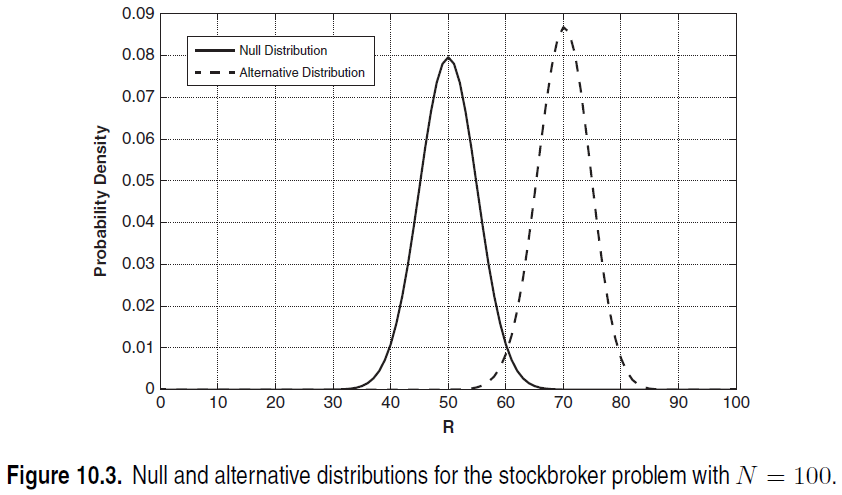 0.09
0.08
0.07
0.06
0.05
0.04
0.03
0.02
0.01
0
Probability Density
Null Distribution
Alternative Distribution
0 10 20 30 40 50 60 70 80 90 100
R
Figure 10.3. Null and alternative distributions for the stockbroker problem with N = 100.